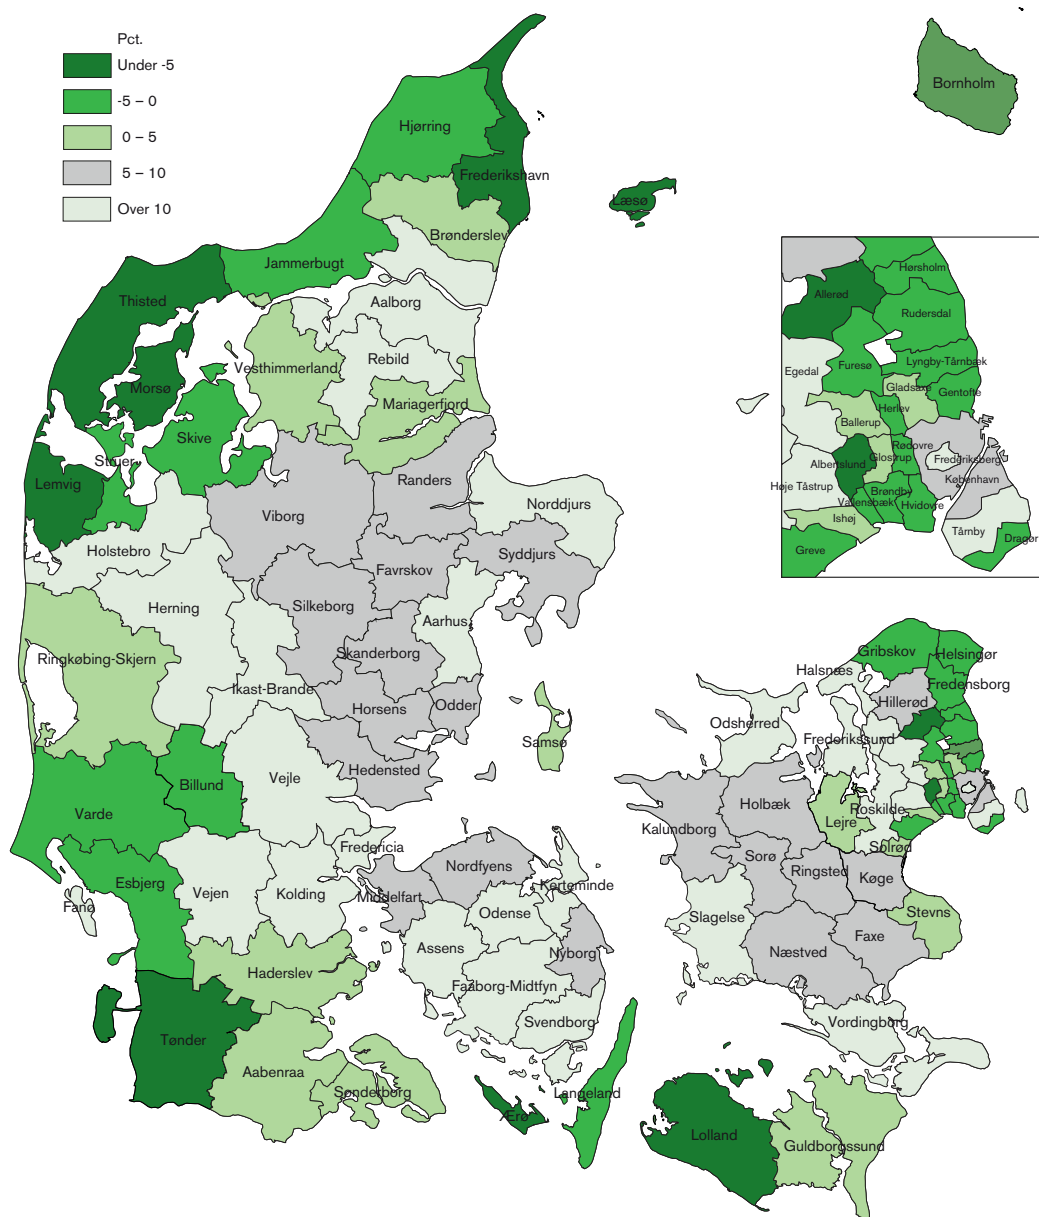 Pct.
Under -5
-5 – 0
0 – 5
5 – 10
Over 10
Bornholm
Hjørring
Frederikshavn
Læsø
Brønderslev
Jammerbugt
Thisted
Aalborg
Rebild
Vesthimmerland
Morsø
Mariagerfjord
Skive
Struer
Lemvig
Randers
Viborg
Norddjurs
Holstebro
Syddjurs
Favrskov
Herning
Silkeborg
Aarhus
Skanderborg
Ringkøbing-Skjern
Ikast-Brande
Horsens
Odder
Samsø
Hedensted
Vejle
Billund
Varde
Fredericia
Esbjerg
Vejen
Kolding
Middelfart
Nordfyens
Kerteminde
Fanø
Odense
Assens
Nyborg
Haderslev
Faaborg-Midtfyn
Svendborg
Tønder
Aabenraa
Sønderborg
Ærø
Langeland
Hørsholm
Allerød
Rudersdal
Egedal
Furesø
Lyngby-Tårnbæk
Gladsaxe
Gentofte
Herlev
Ballerup
Rødovre
Albertslund
Glostrup
Frederiksberg
København
Høje Tåstrup
Brøndby
Vallensbæk
Hvidovre
Ishøj
Tårnby
Dragør
Greve
Gribskov
Helsingør
Halsnæs
Fredensborg
Hillerød
Odsherred
Frederikssund
Holbæk
Roskilde
Lejre
Kalundborg
Solrød
Sorø
Ringsted
Køge
Slagelse
Stevns
Faxe
Næstved
Vordingborg
Lolland
Guldborgssund